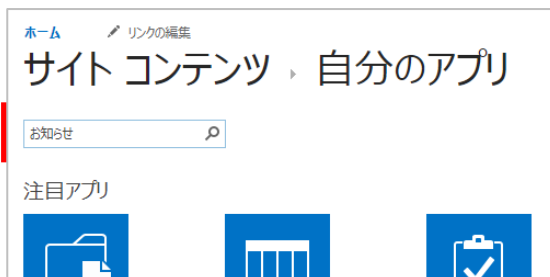 ホーム リンクの編集
サイト コンテンツ › 自分のアプリ
お知らせ
注目アプリ